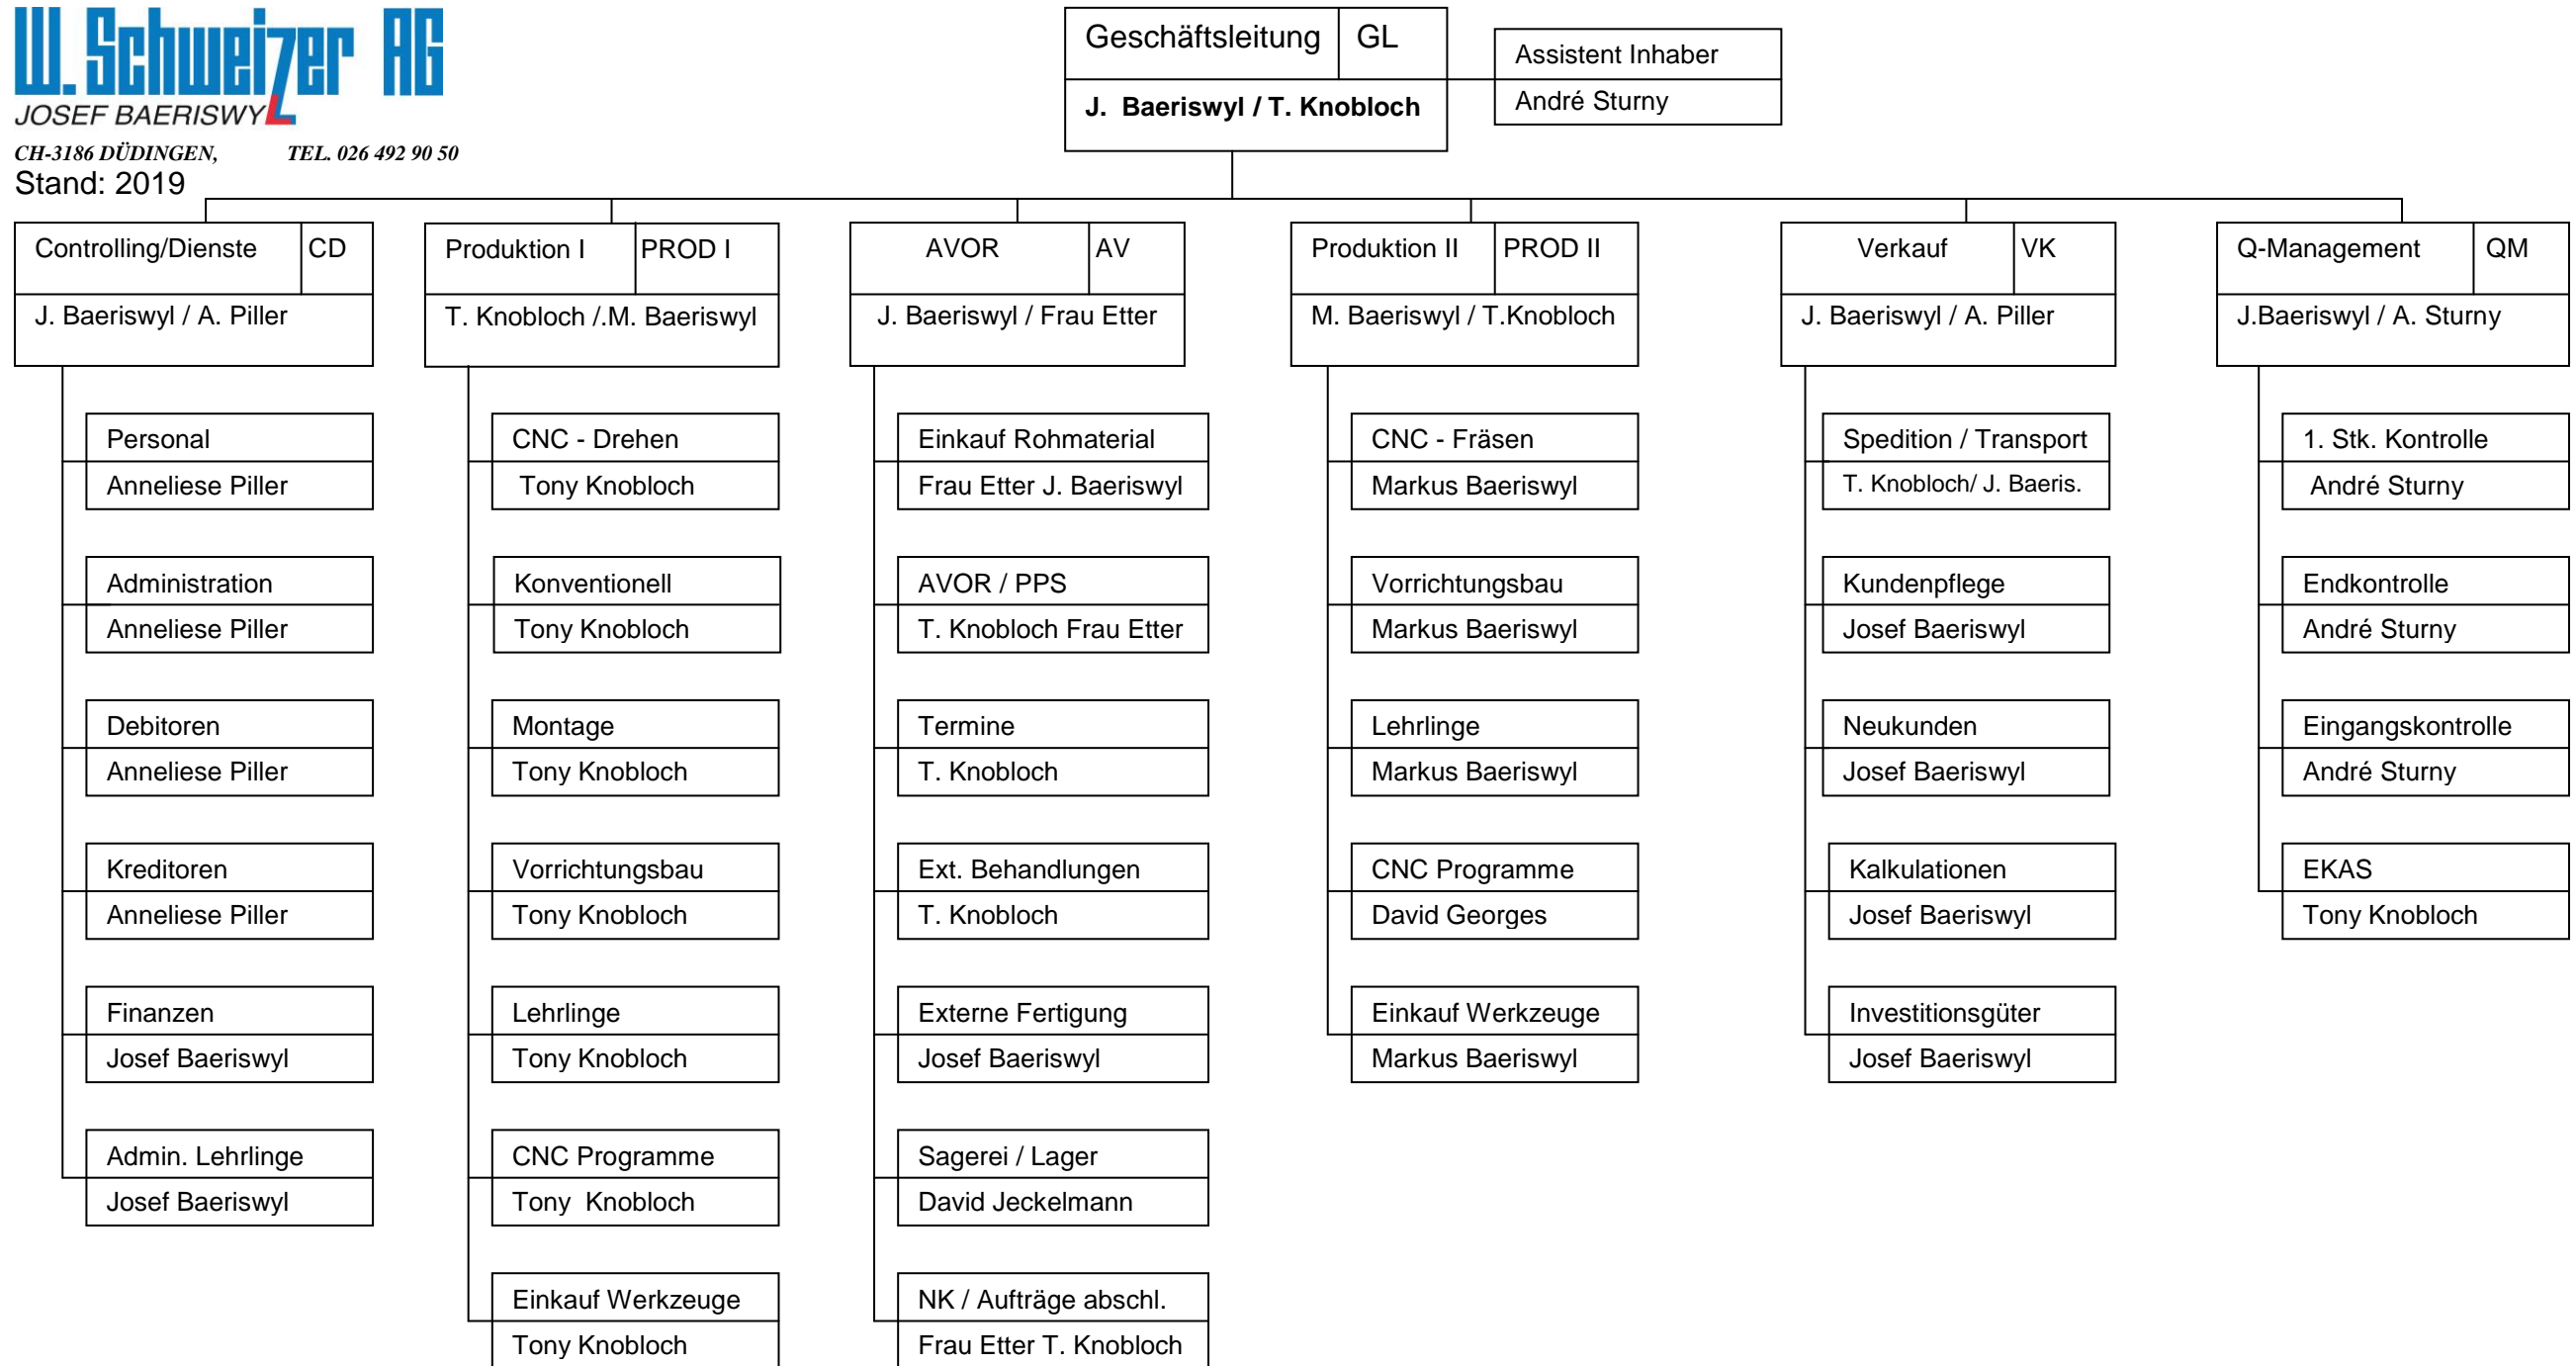 W. Schweizer AG
JOSEF BAERISWYL
CH-3186 DÜDINGEN, TEL. 026 492 90 50
Stand: 2019
Geschäftsleitung GL
J. Baeriswyl / T. Knobloch
Assistent Inhaber
André Sturny
Controlling/Dienste CD
J. Baeriswyl / A. Piller
Personal
Anneliese Piller
Administration
Anneliese Piller
Debitoren
Anneliese Piller
Kreditoren
Anneliese Piller
Finanzen
Josef Baeriswyl
Admin. Lehrlinge
Josef Baeriswyl
Produktion I PROD I
T. Knobloch /.M. Baeriswyl
CNC - Drehen
Tony Knobloch
Konventionell
Tony Knobloch
Montage
Tony Knobloch
Vorrichtungsbau
Tony Knobloch
Lehrlinge
Tony Knobloch
CNC Programme
Tony Knobloch
Einkauf Werkzeuge
Tony Knobloch
AVOR AV
J. Baeriswyl / Frau Etter
Einkauf Rohmaterial
Frau Etter J. Baeriswyl
AVOR / PPS
T. Knobloch Frau Etter
Termine
T. Knobloch
Ext. Behandlungen
T. Knobloch
Externe Fertigung
Josef Baeriswyl
Sagerei / Lager
David Jeckelmann
NK / Aufträge abschl.
Frau Etter T. Knobloch
Produktion II PROD II
M. Baeriswyl / T.Knobloch
CNC - Fräsen
Markus Baeriswyl
Vorrichtungsbau
Markus Baeriswyl
Lehrlinge
Markus Baeriswyl
CNC Programme
David Georges
Einkauf Werkzeuge
Markus Baeriswyl
Verkauf VK
J. Baeriswyl / A. Piller
Spedition / Transport
T. Knobloch/ J. Baeris.
Kundenpflege
Josef Baeriswyl
Neukunden
Josef Baeriswyl
Kalkulationen
Josef Baeriswyl
Investitionsgüter
Josef Baeriswyl
Q-Management QM
J.Baeriswyl / A. Sturny
1. Stk. Kontrolle
André Sturny
Endkontrolle
André Sturny
Eingangskontrolle
André Sturny
EKAS
Tony Knobloch